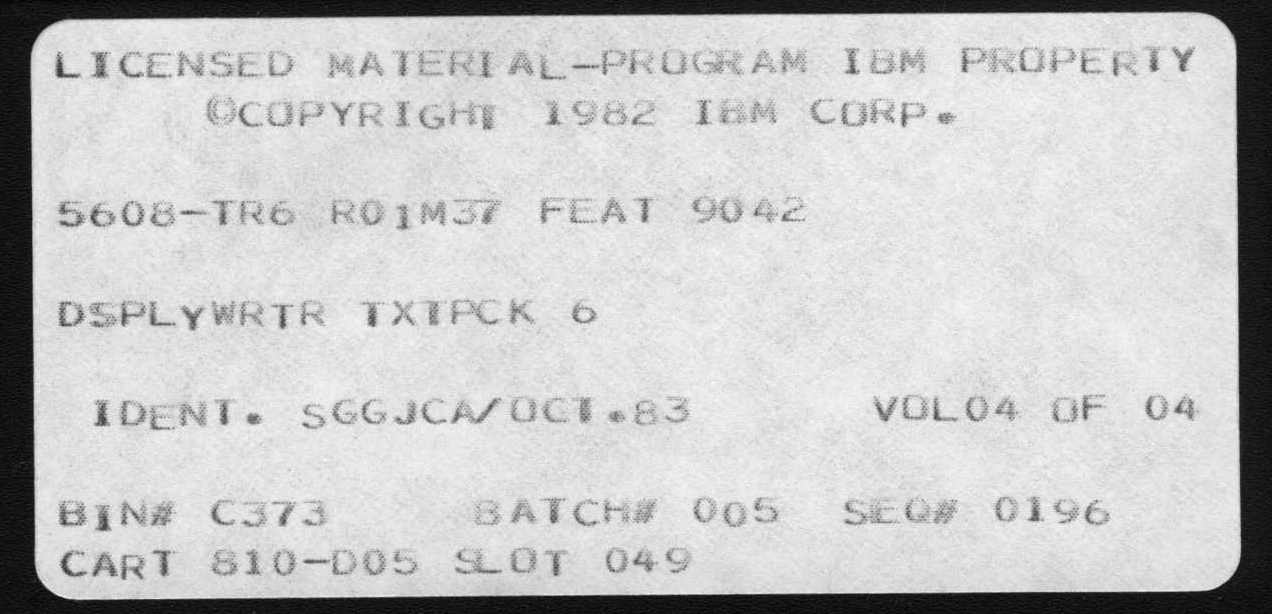 LICENSED MATERIAL-PROGRAM IBM PROPERTY
©COPYRIGHT 1982 IBM CORP.
5608-TR6 R01M37 FEAT 9042
DSPLYWRTR TXTPCK 6
IDENT. SGGJCA/OCT.83 VOL04 OF 04
BIN# C373 BATCH# 005 SEQ# 0196
CART 810-D05 SLOT 049